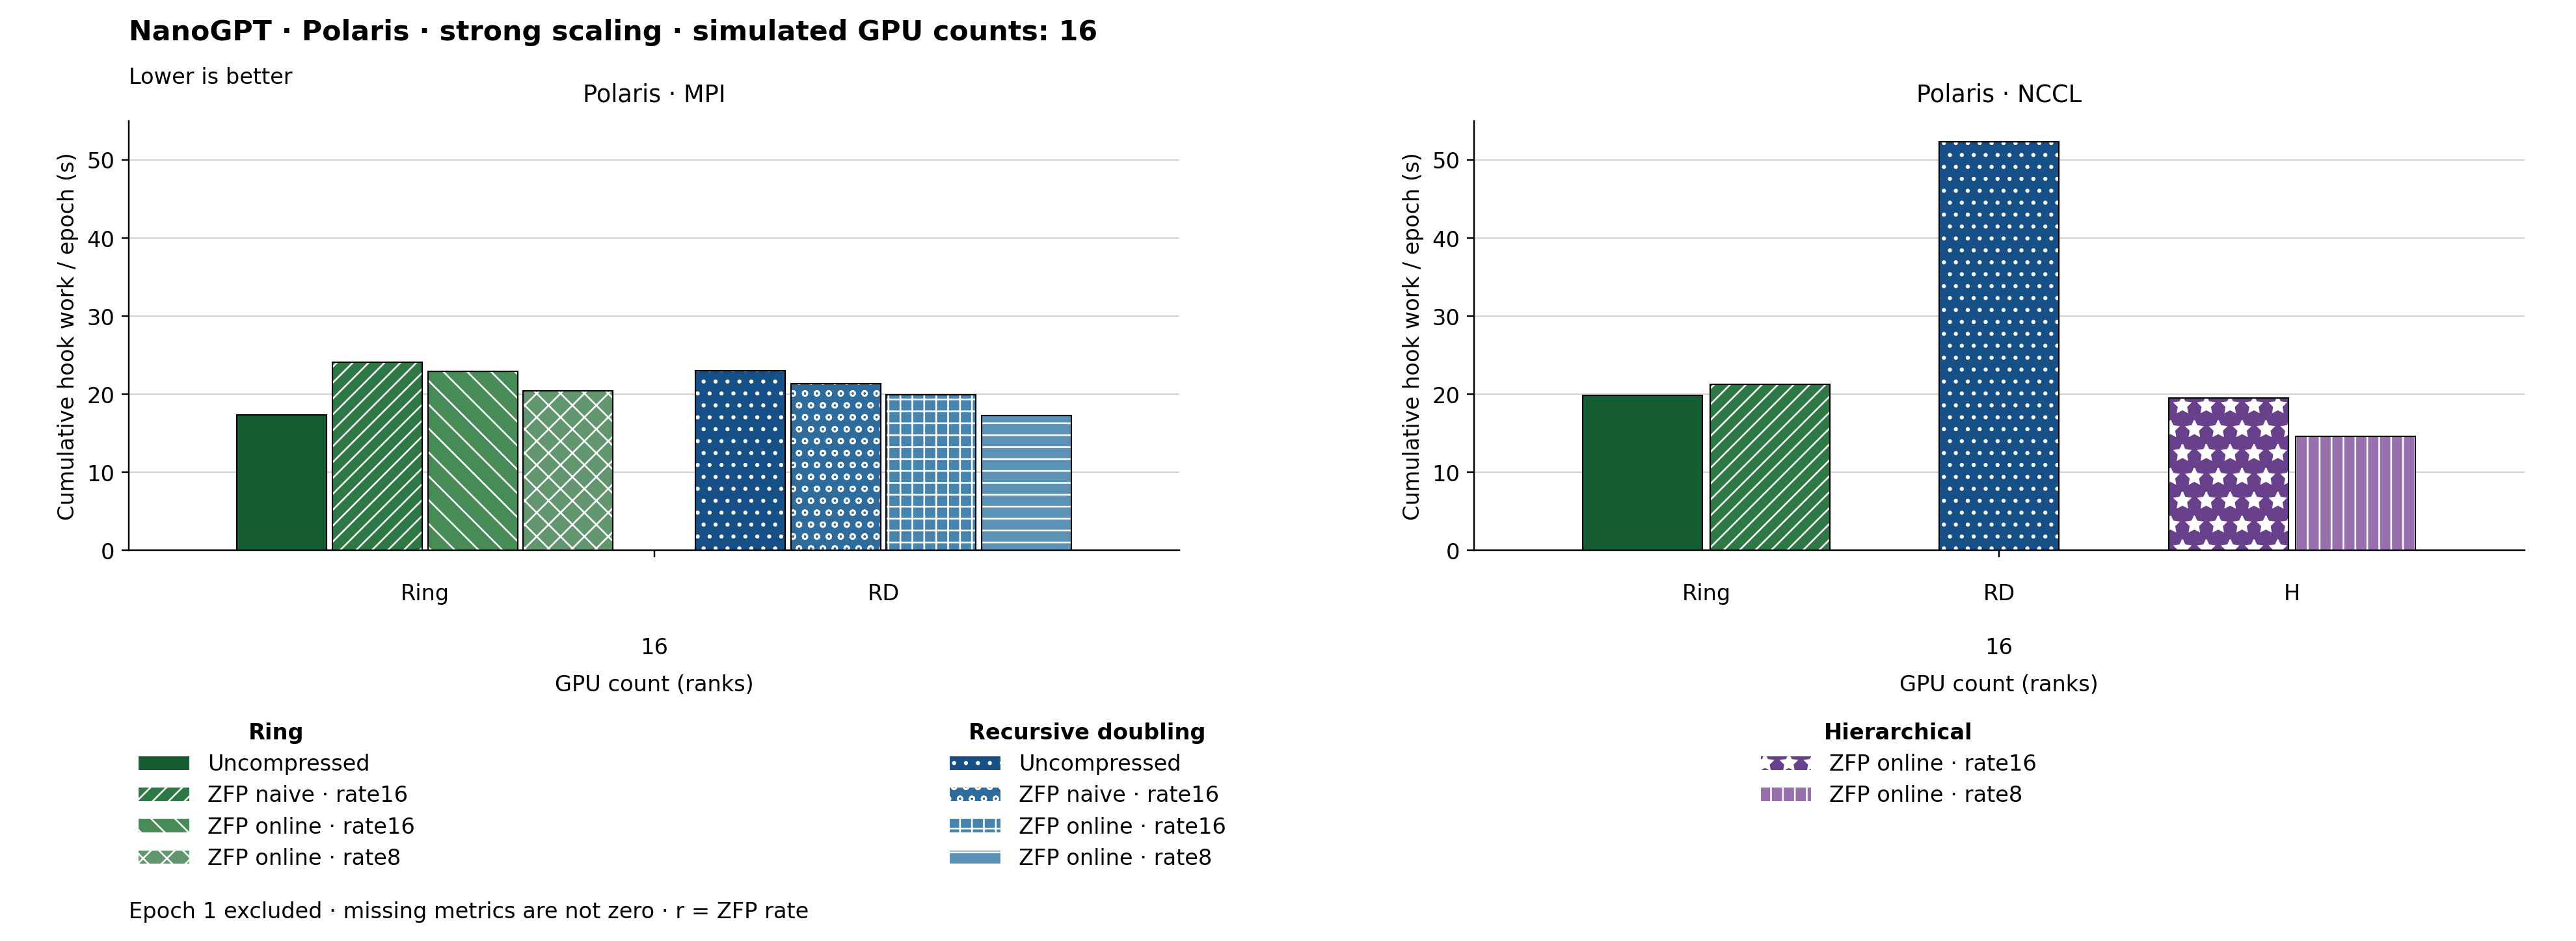 NanoGPT · Polaris · strong scaling · simulated GPU counts: 16
Lower is better
Polaris · MPI
Cumulative hook work / epoch (s)
50
40
30
20
10
0
Ring
RD
16
GPU count (ranks)
Polaris · NCCL
Cumulative hook work / epoch (s)
50
40
30
20
10
0
Ring
RD
H
16
GPU count (ranks)
Ring
Uncompressed
ZFP naive · rate16
ZFP online · rate16
ZFP online · rate8
Recursive doubling
Uncompressed
ZFP naive · rate16
ZFP online · rate16
ZFP online · rate8
Hierarchical
ZFP online · rate16
ZFP online · rate8
Epoch 1 excluded · missing metrics are not zero · r = ZFP rate